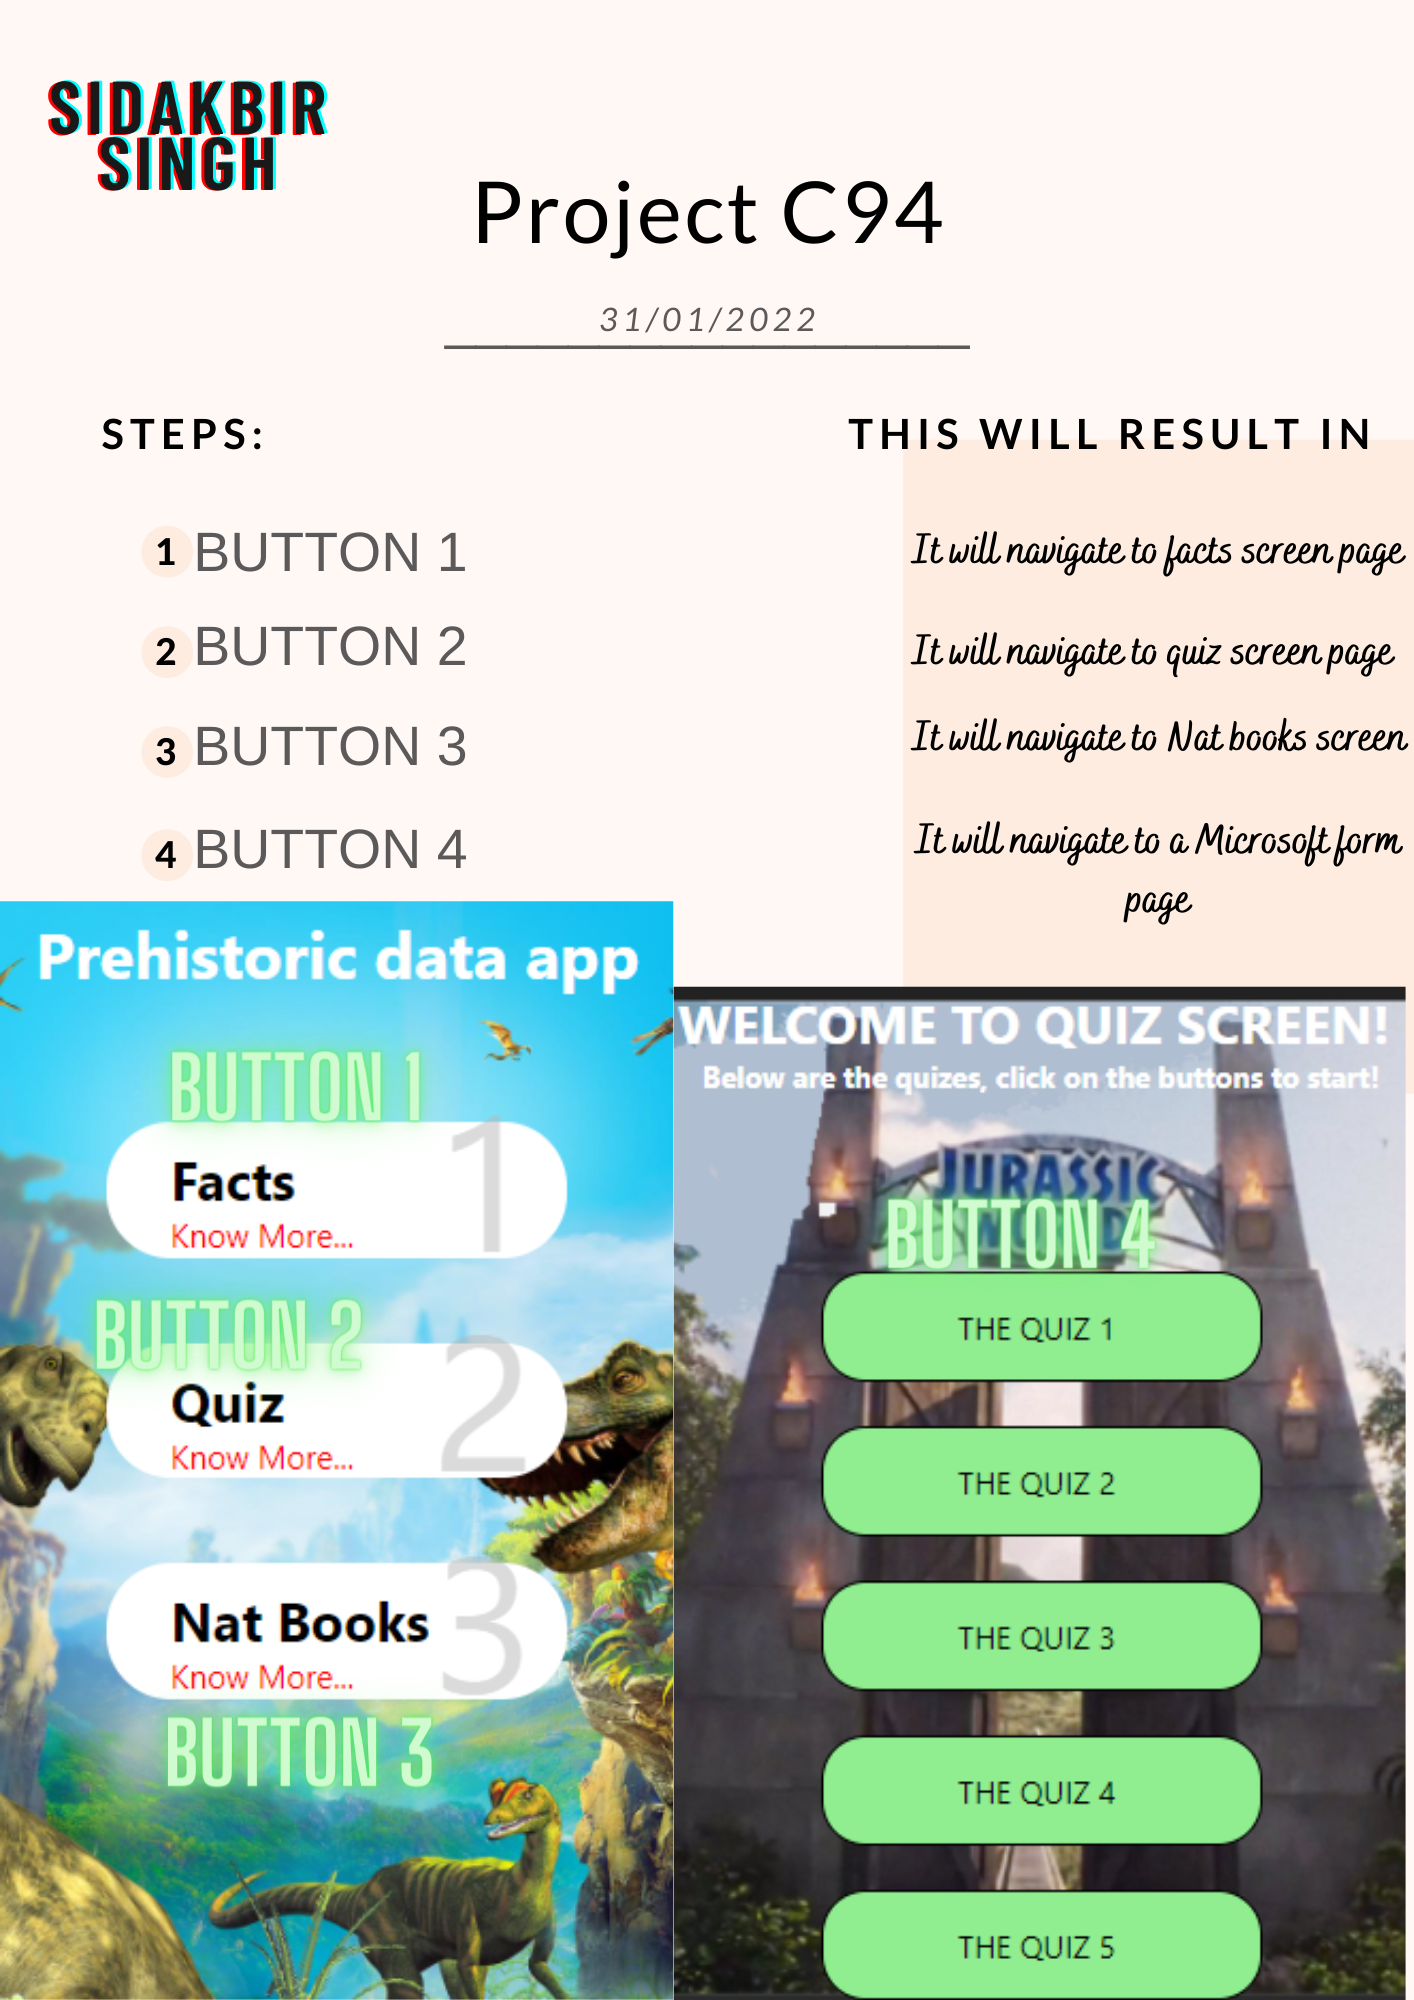 SIDAKBIR
SINGH
Project C94
31/01/2022
STEPS:
THIS WILL RESULT IN
1 BUTTON 1
It will navigate to facts screen page
2 BUTTON 2
It will navigate to quiz screen page
3 BUTTON 3
It will navigate to Nat books screen
4 BUTTON 4
It will navigate to a Microsoft form
page
Prehistoric data app
BUTTON 1
1
Facts
Know More...
BUTTON 2
2
Quiz
Know More...
3
Nat Books
Know More...
BUTTON 3
WELCOME TO QUIZ SCREEN!
Below are the quizes, click on the buttons to start!
JURASSIC
WORLD
BUTTON 4
THE QUIZ 1
THE QUIZ 2
THE QUIZ 3
THE QUIZ 4
THE QUIZ 5